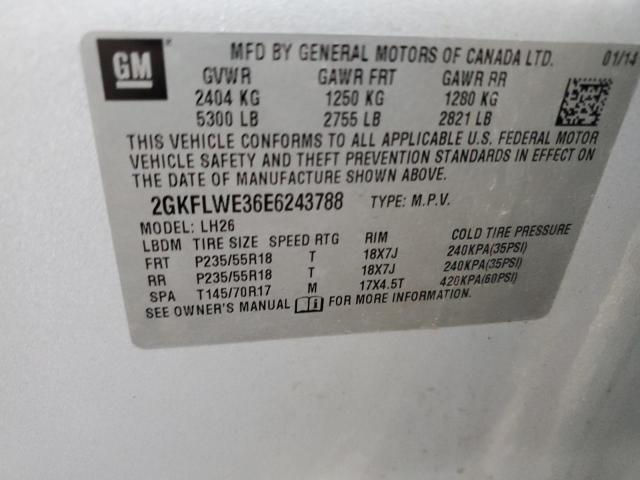 GM
MFD BY GENERAL MOTORS OF CANADA LTD. 01/14
GVWR GAWR FRT GAWR RR
2404 KG 1250 KG 1280 KG
5300 LB 2755 LB 2821 LB
THIS VEHICLE CONFORMS TO ALL APPLICABLE U.S. FEDERAL MOTOR
VEHICLE SAFETY AND THEFT PREVENTION STANDARDS IN EFFECT ON
THE DATE OF MANUFACTURE SHOWN ABOVE.
2GKFLWE36E6243788 TYPE: M.P.V.
MODEL: LH26
LBDM TIRE SIZE SPEED RTG RIM COLD TIRE PRESSURE
FRT P235/55R18 T 18X7J 240KPA(35PSI)
RR P235/55R18 T 18X7J 240KPA(35PSI)
SPA T145/70R17 M 17X4.5T 420KPA(60PSI)
SEE OWNER'S MANUAL i FOR MORE INFORMATION.